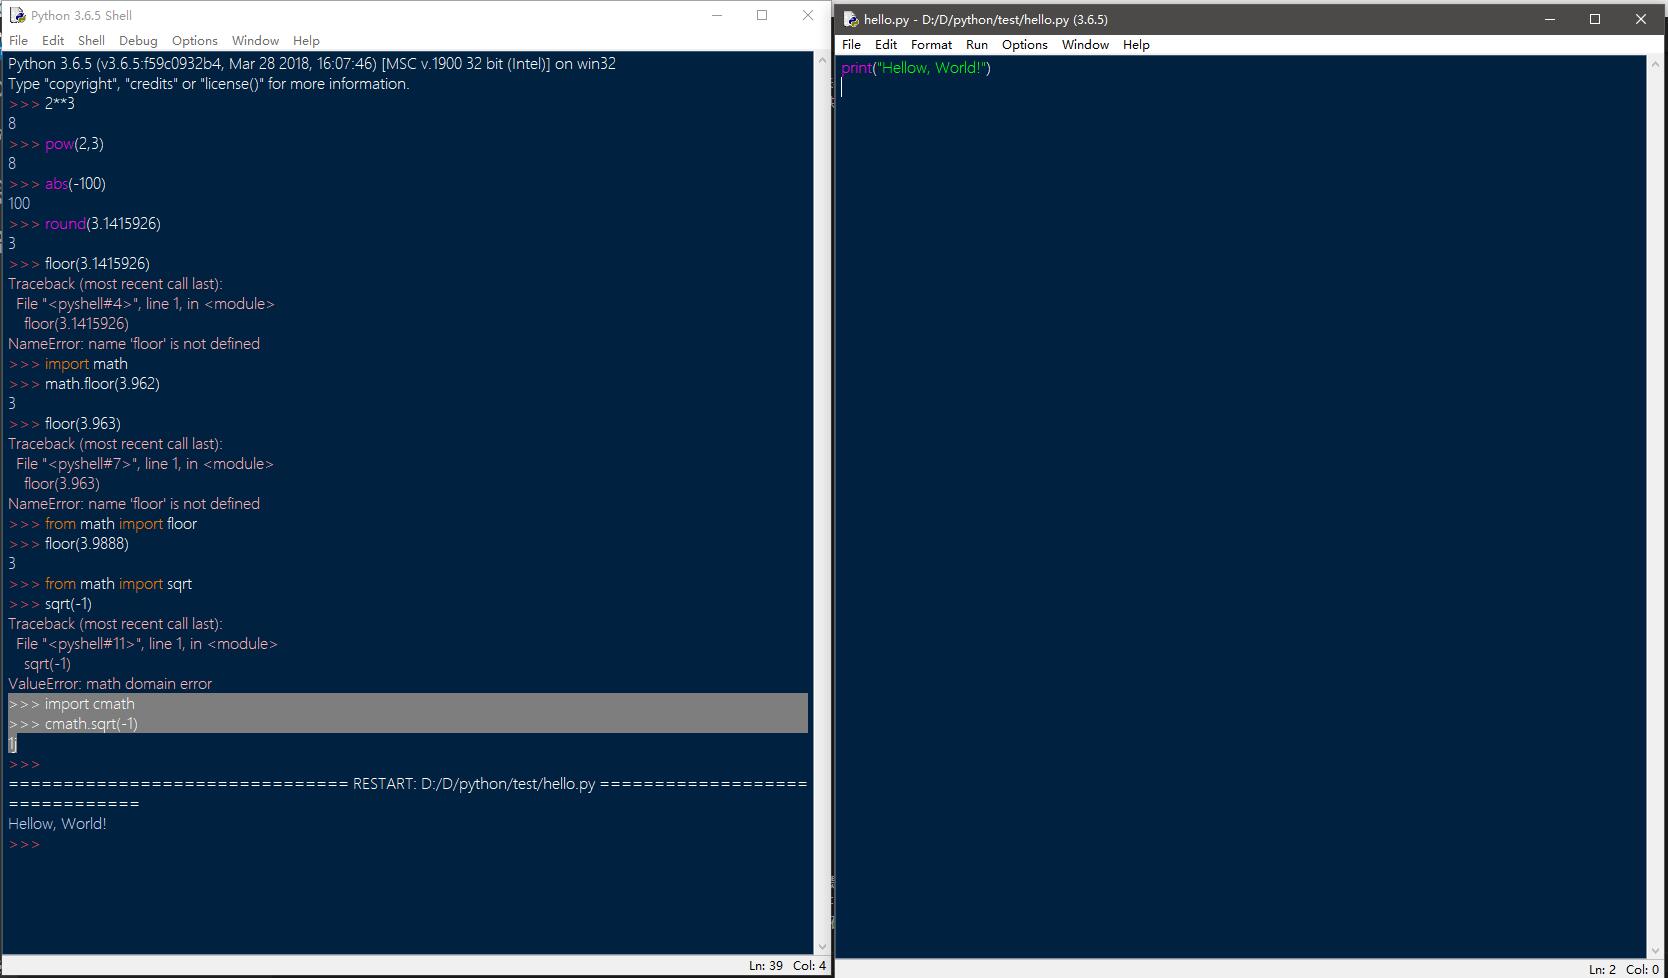 Python 3.6.5 Shell
File Edit Shell Debug Options Window Help
Python 3.6.5 (v3.6.5:f59c0932b4, Mar 28 2018, 16:07:46) [MSC v.1900 32 bit (Intel)] on win32
Type "copyright", "credits" or "license()" for more information.
>>> 2**3
8
>>> pow(2,3)
8
>>> abs(-100)
100
>>> round(3.1415926)
3
>>> floor(3.1415926)
Traceback (most recent call last):
  File "<pyshell#4>", line 1, in <module>
    floor(3.1415926)
NameError: name 'floor' is not defined
>>> import math
>>> math.floor(3.962)
3
>>> floor(3.963)
Traceback (most recent call last):
  File "<pyshell#7>", line 1, in <module>
    floor(3.963)
NameError: name 'floor' is not defined
>>> from math import floor
>>> floor(3.9888)
3
>>> from math import sqrt
>>> sqrt(-1)
Traceback (most recent call last):
  File "<pyshell#11>", line 1, in <module>
    sqrt(-1)
ValueError: math domain error
>>> import cmath
>>> cmath.sqrt(-1)
1j
>>>
=============================== RESTART: D:/D/python/test/hello.py ===================
============
Hellow, World!
>>>
Ln: 39 Col: 4
hello.py - D:/D/python/test/hello.py (3.6.5)
File Edit Format Run Options Window Help
print("Hellow, World!")
Ln: 2 Col: 0